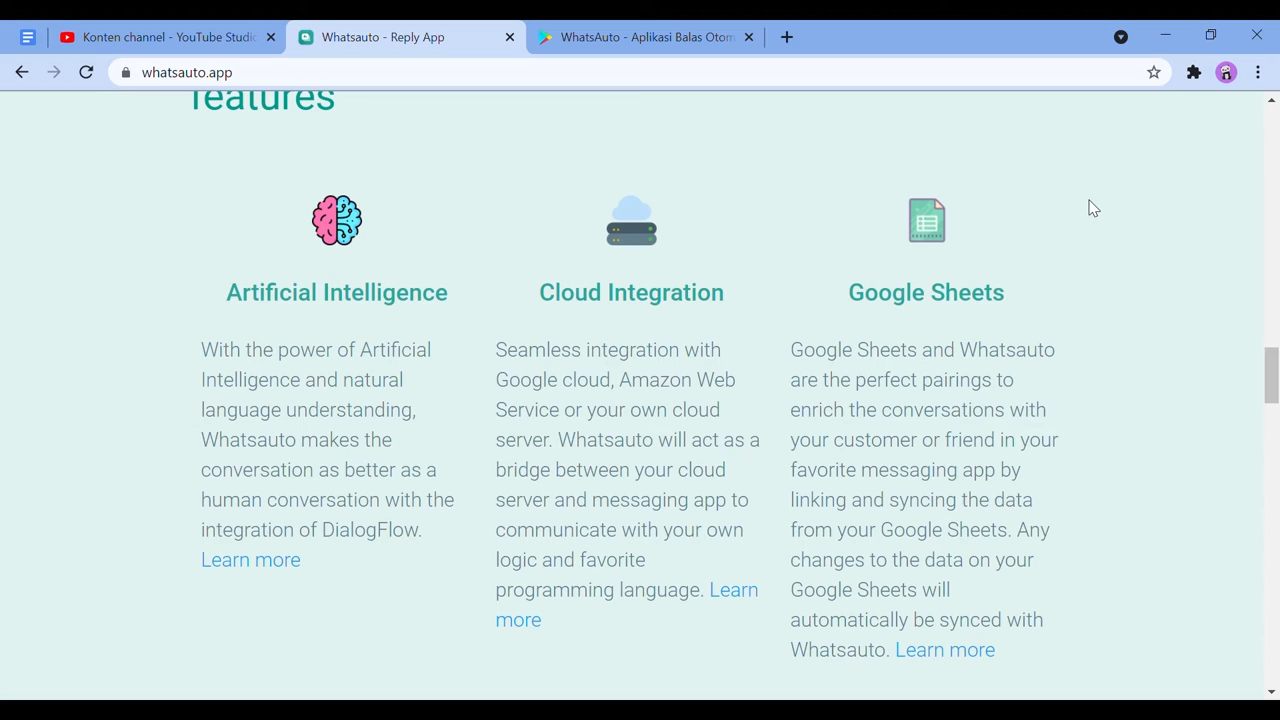 Konten channel - YouTube Studio
Whatsauto - Reply App
WhatsAuto - Aplikasi Balas Otom
whatsauto.app
features
Artificial Intelligence
With the power of Artificial
Intelligence and natural
language understanding,
Whatsauto makes the
conversation as better as a
human conversation with the
integration of DialogFlow.
Learn more
Cloud Integration
Seamless integration with
Google cloud, Amazon Web
Service or your own cloud
server. Whatsauto will act as a
bridge between your cloud
server and messaging app to
communicate with your own
logic and favorite
programming language. Learn
more
Google Sheets
Google Sheets and Whatsauto
are the perfect pairings to
enrich the conversations with
your customer or friend in your
favorite messaging app by
linking and syncing the data
from your Google Sheets. Any
changes to the data on your
Google Sheets will
automatically be synced with
Whatsauto. Learn more